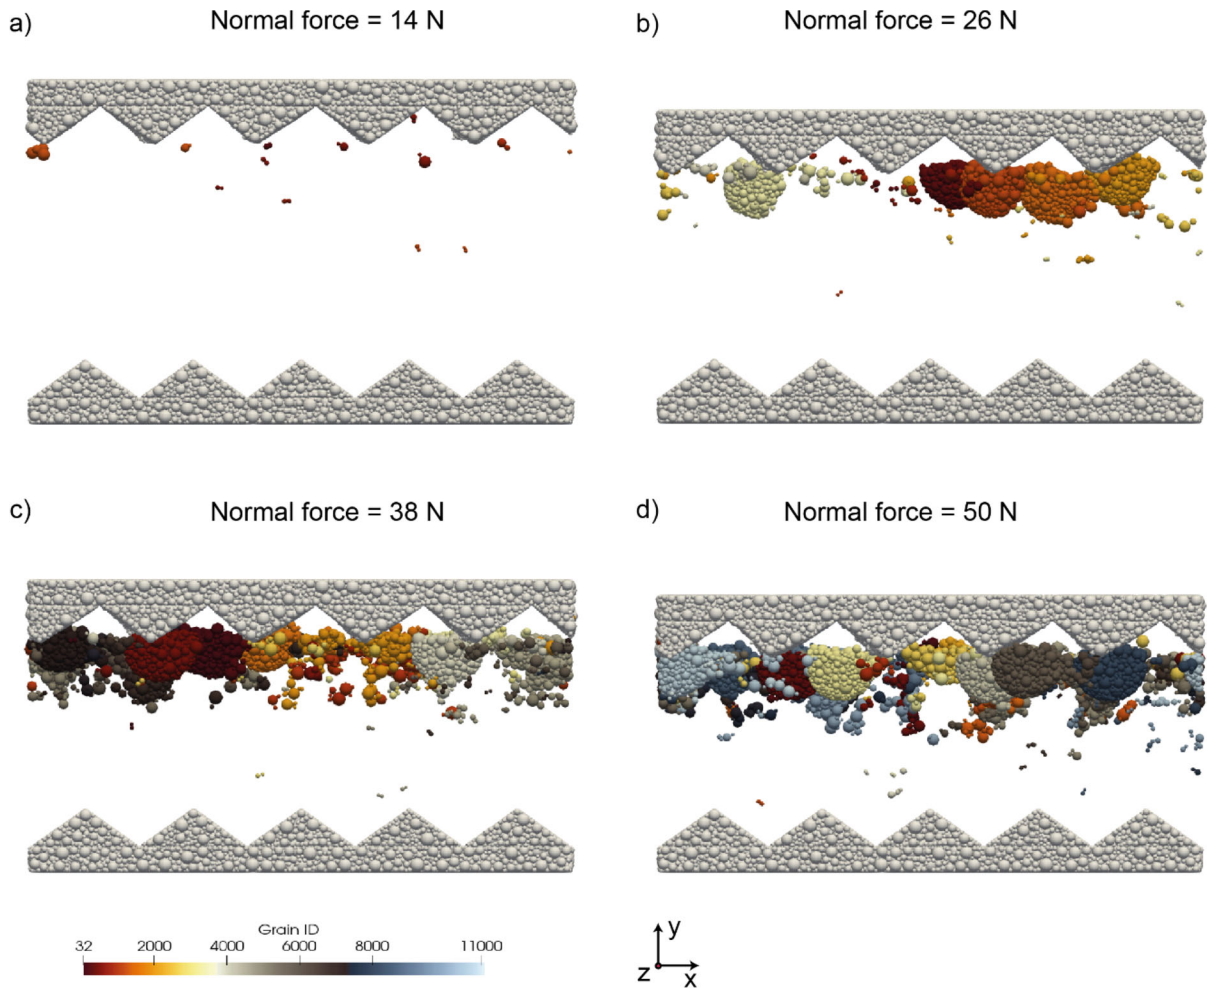 a)
Normal force = 14 N
b)
Normal force = 26 N
c)
Normal force = 38 N
d)
Normal force = 50 N
Grain ID
32 2000 4000 6000 8000 11000
y
z x